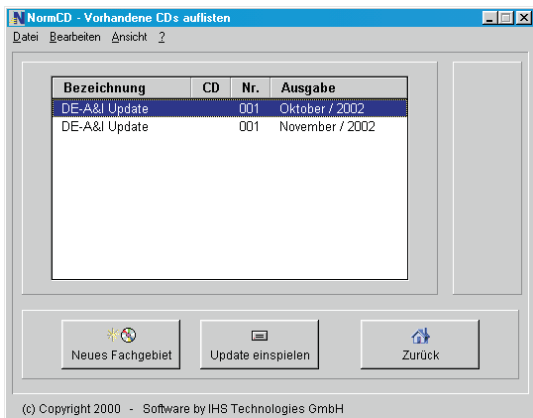 NormCD - Vorhandene CDs auflisten
Datei Bearbeiten Ansicht ?
Bezeichnung CD Nr. Ausgabe
DE-A&I Update 001 Oktober / 2002
DE-A&I Update 001 November / 2002
Neues Fachgebiet Update einspielen Zurück
(c) Copyright 2000 - Software by IHS Technologies GmbH